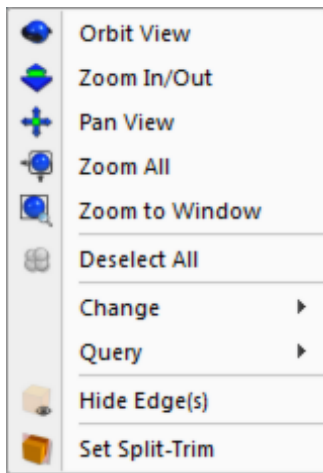 Orbit View
Zoom In/Out
Pan View
Zoom All
Zoom to Window
Deselect All
Change
Query
Hide Edge(s)
Set Split-Trim